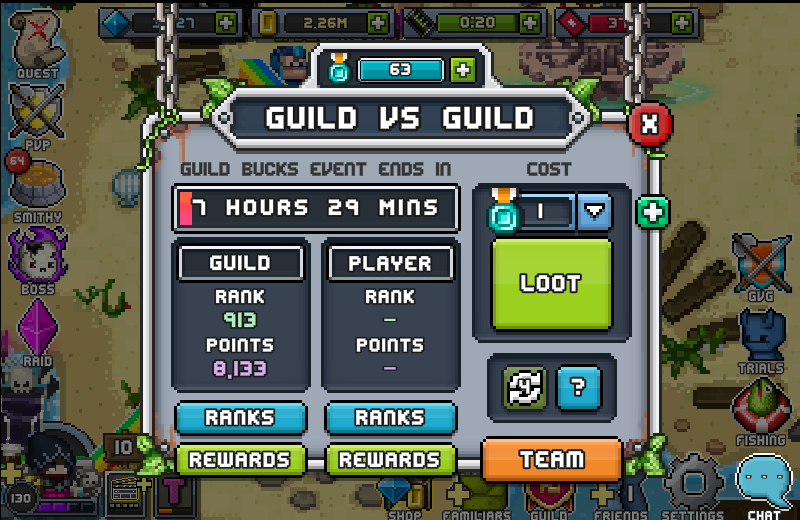 2.26M
0:20
QUEST
63
GUILD VS GUILD
X
PVP
GUILD BUCKS EVENT ENDS IN
COST
64
7 HOURS 29 MINS
1
SMITHY
GUILD
PLAYER
LOOT
RANK
RANK
913
-
BOSS
GVG
POINTS
POINTS
8,133
-
RAID
TRIALS
9
?
RANKS
RANKS
FISHING
10
REWARDS
REWARDS
TEAM
130
SHOP
FAMILIARS
GUILD
FRIENDS
SETTINGS
CHAT